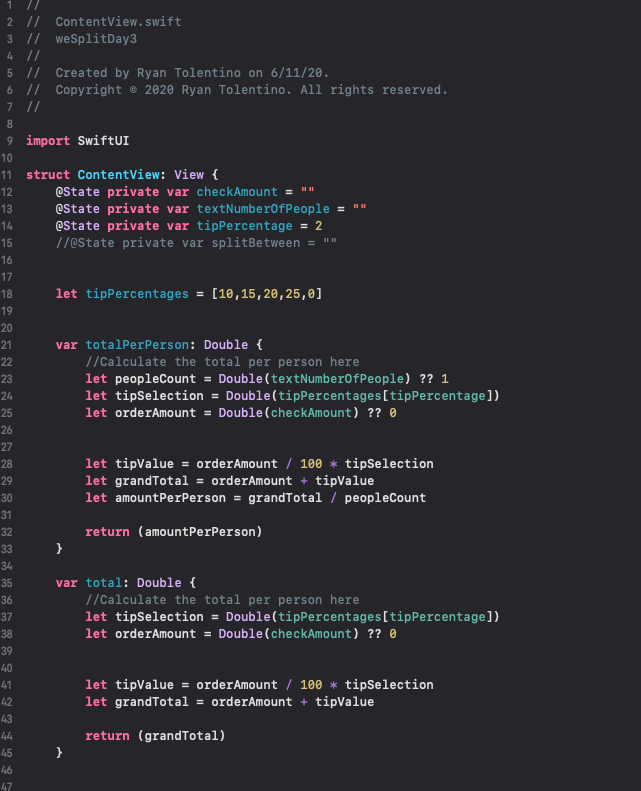 1 //
2 //  ContentView.swift
3 //  weSplitDay3
4 //
5 //  Created by Ryan Tolentino on 6/11/20.
6 //  Copyright © 2020 Ryan Tolentino. All rights reserved.
7 //
8
9 import SwiftUI
10
11 struct ContentView: View {
12     @State private var checkAmount = ""
13     @State private var textNumberOfPeople = ""
14     @State private var tipPercentage = 2
15     //@State private var splitBetween = ""
16
17
18     let tipPercentages = [10,15,20,25,0]
19
20
21     var totalPerPerson: Double {
22         //Calculate the total per person here
23         let peopleCount = Double(textNumberOfPeople) ?? 1
24         let tipSelection = Double(tipPercentages[tipPercentage])
25         let orderAmount = Double(checkAmount) ?? 0
26
27
28         let tipValue = orderAmount / 100 * tipSelection
29         let grandTotal = orderAmount + tipValue
30         let amountPerPerson = grandTotal / peopleCount
31
32         return (amountPerPerson)
33     }
34
35     var total: Double {
36         //Calculate the total per person here
37         let tipSelection = Double(tipPercentages[tipPercentage])
38         let orderAmount = Double(checkAmount) ?? 0
39
40
41         let tipValue = orderAmount / 100 * tipSelection
42         let grandTotal = orderAmount + tipValue
43
44         return (grandTotal)
45     }
46
47